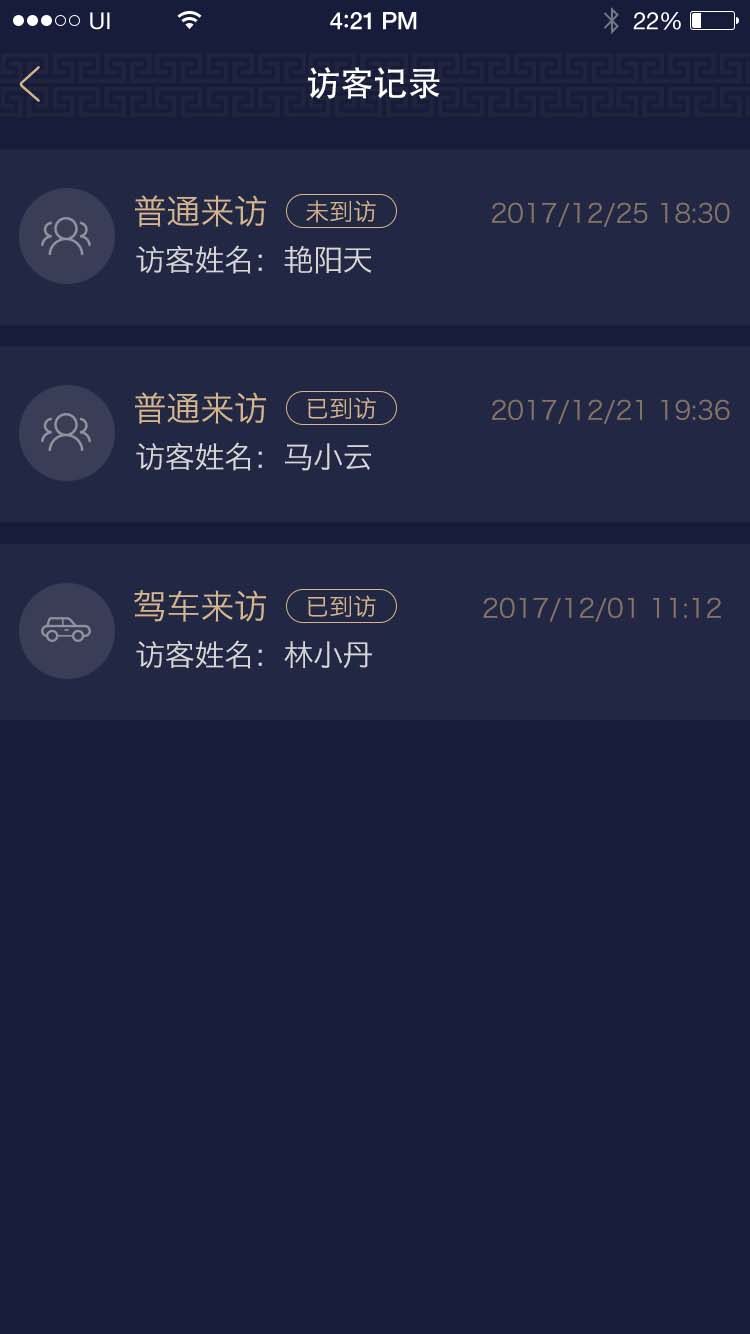 UI 4:21 PM 22%
访客记录
普通来访 未到访 2017/12/25 18:30
访客姓名：艳阳天
普通来访 已到访 2017/12/21 19:36
访客姓名：马小云
驾车来访 已到访 2017/12/01 11:12
访客姓名：林小丹